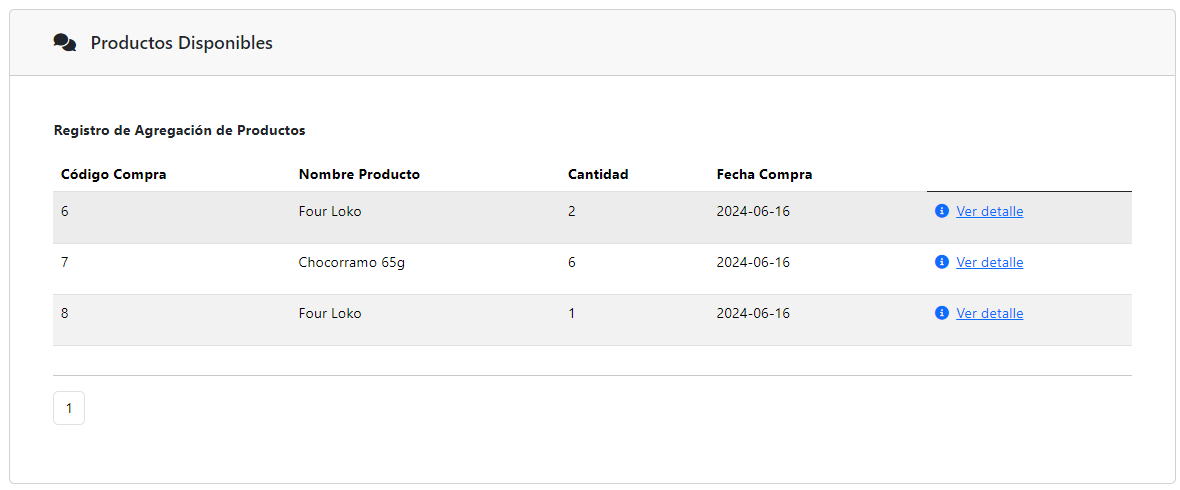 Productos Disponibles
Registro de Agregación de Productos
Código Compra Nombre Producto Cantidad Fecha Compra
6 Four Loko 2 2024-06-16 Ver detalle
7 Chocorramo 65g 6 2024-06-16 Ver detalle
8 Four Loko 1 2024-06-16 Ver detalle
1